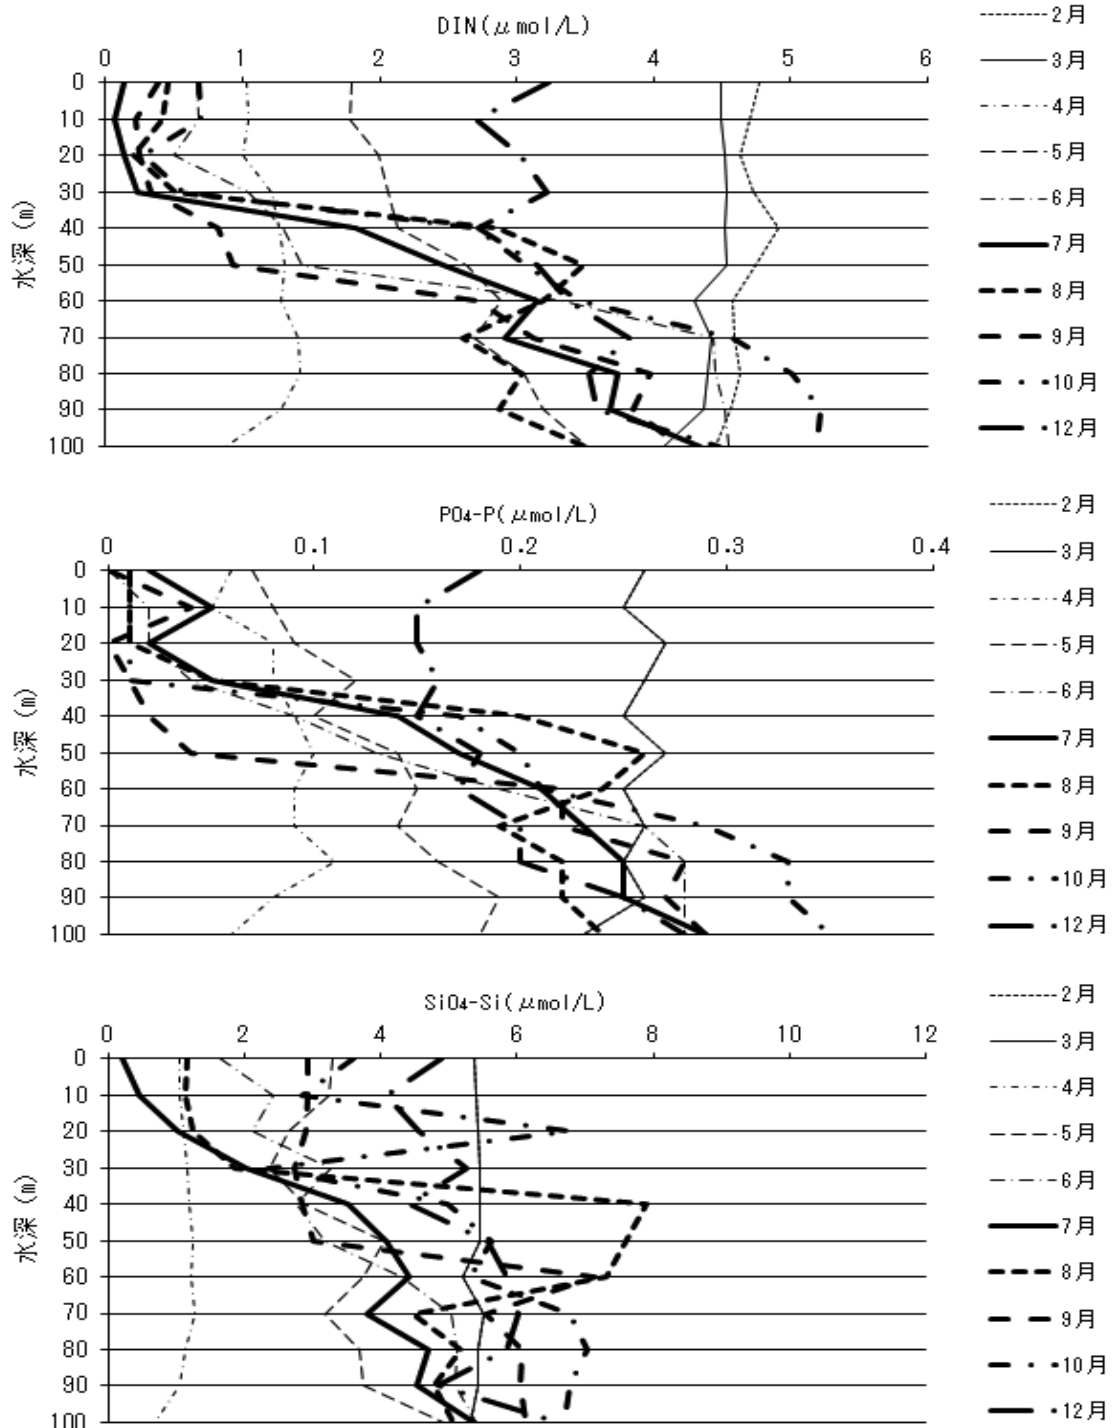 DIN(μmol/L)
0 1 2 3 4 5 6
0
10
20
30
40
50
60
70
80
90
100
水深 (m)
2月
3月
4月
5月
6月
7月
8月
9月
10月
12月
PO₄-P(μmol/L)
0 0.1 0.2 0.3 0.4
0
10
20
30
40
50
60
70
80
90
100
水深 (m)
2月
3月
4月
5月
6月
7月
8月
9月
10月
12月
SiO₄-Si(μmol/L)
0 2 4 6 8 10 12
0
10
20
30
40
50
60
70
80
90
100
水深 (m)
2月
3月
4月
5月
6月
7月
8月
9月
10月
12月